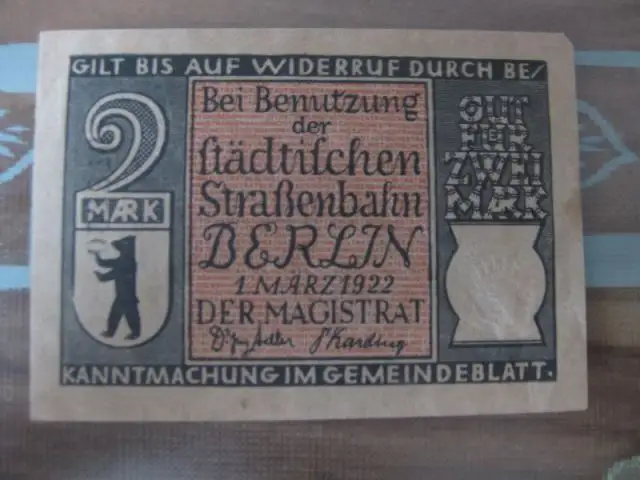 GILT BIS AUF WIDERRUF DURCH BE/
2
MARK
Bei Benutzung
der
ſtädtiſchen
Straßenbahn
BERLIN
1. MÄRZ 1922
DER MAGISTRAT
GUT
FÜR
ZWEI
MARK
KANNTMACHUNG IM GEMEINDEBLATT.